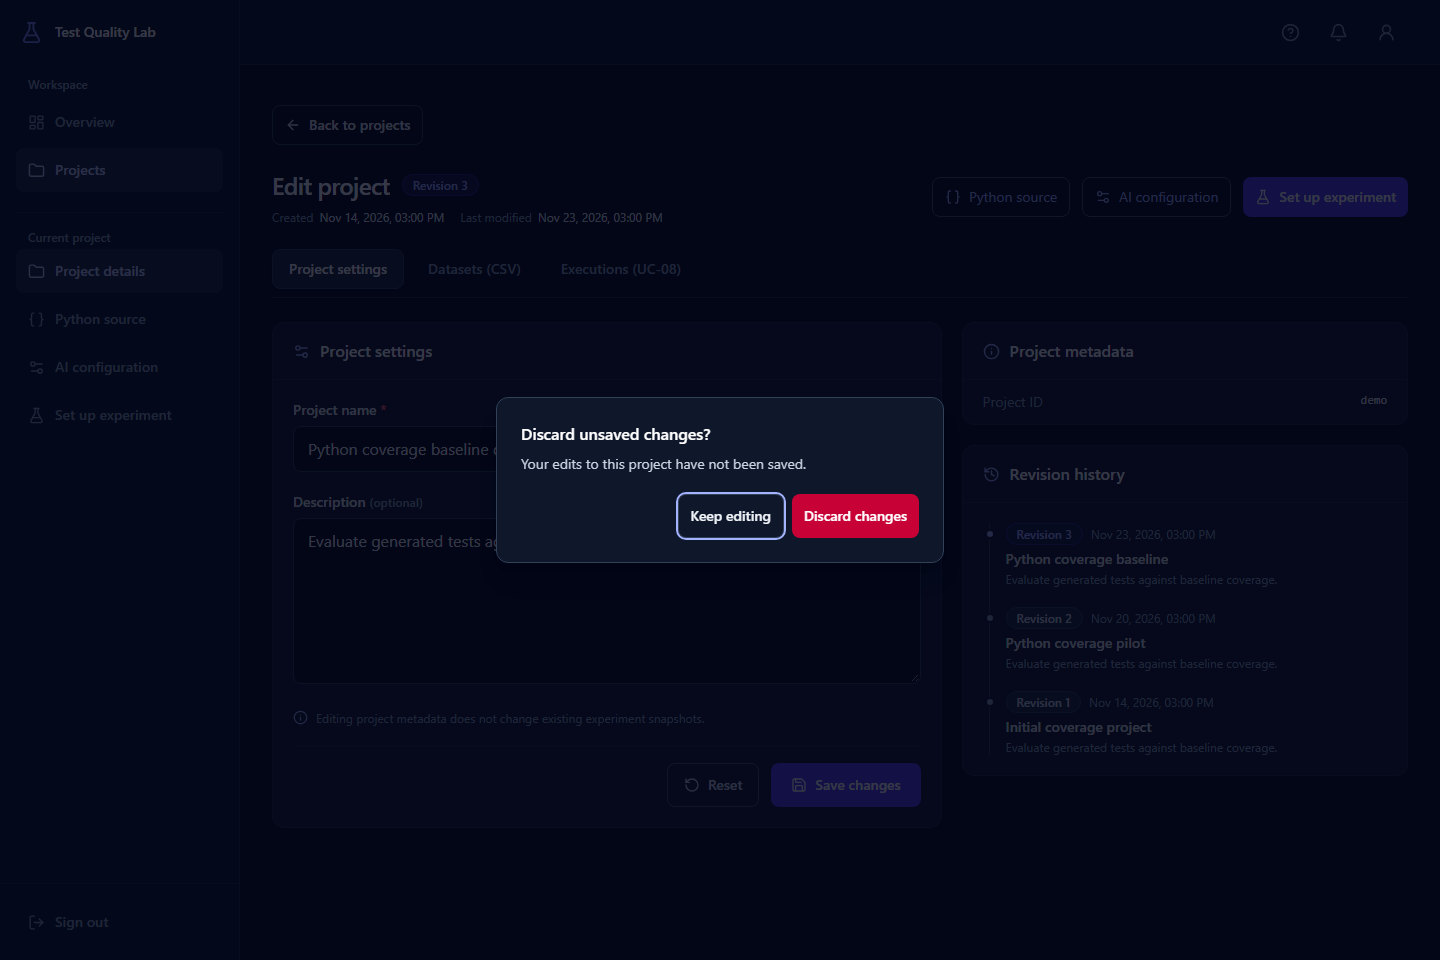 Test Quality Lab
Workspace
Overview
Projects
Current project
Project details
Python source
AI configuration
Set up experiment
Sign out
Back to projects
Edit project
Revision 3
Created Nov 14, 2026, 03:00 PM Last modified Nov 23, 2026, 03:00 PM
{ } Python source
AI configuration
Set up experiment
Project settings
Datasets (CSV)
Executions (UC-08)
Project settings
Project name *
Python coverage baseline
Description (optional)
Evaluate generated tests
Editing project metadata does not change existing experiment snapshots.
Reset
Save changes
Discard unsaved changes?
Your edits to this project have not been saved.
Keep editing
Discard changes
Project metadata
Project ID
demo
Revision history
Revision 3 Nov 23, 2026, 03:00 PM
Python coverage baseline
Evaluate generated tests against baseline coverage.
Revision 2 Nov 20, 2026, 03:00 PM
Python coverage pilot
Evaluate generated tests against baseline coverage.
Revision 1 Nov 14, 2026, 03:00 PM
Initial coverage project
Evaluate generated tests against baseline coverage.